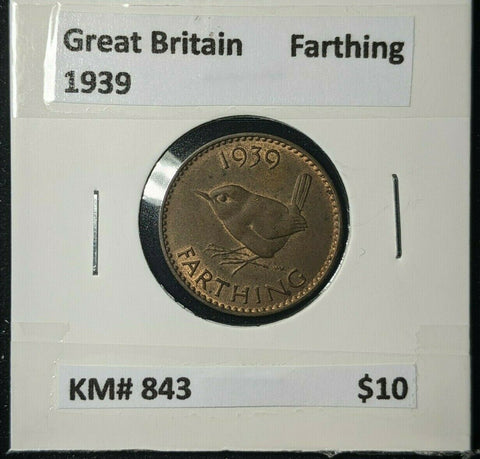 Great Britain Farthing
1939
1939
FARTHING
KM# 843 $10